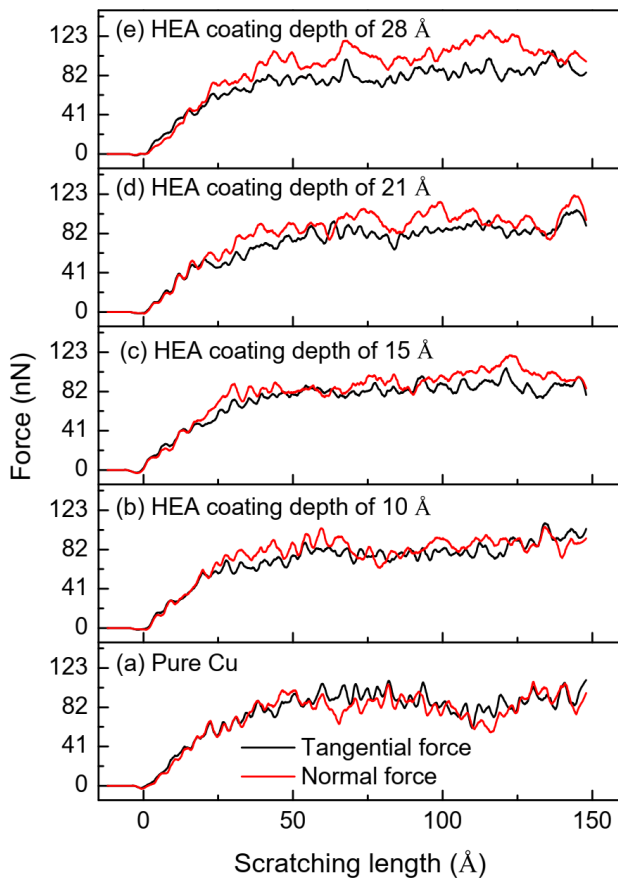 (e) HEA coating depth of 28 Å
123
82
41
0
(d) HEA coating depth of 21 Å
123
82
41
0
(c) HEA coating depth of 15 Å
123
82
41
0
(b) HEA coating depth of 10 Å
123
82
41
0
(a) Pure Cu
123
82
41
0
Tangential force
Normal force
0 50 100 150
Scratching length (Å)
Force (nN)